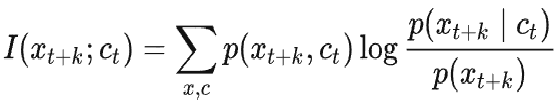 I(x_{t+k}; c_t) = \sum_{x,c} p(x_{t+k}, c_t) \log \frac{p(x_{t+k} \mid c_t)}{p(x_{t+k})}